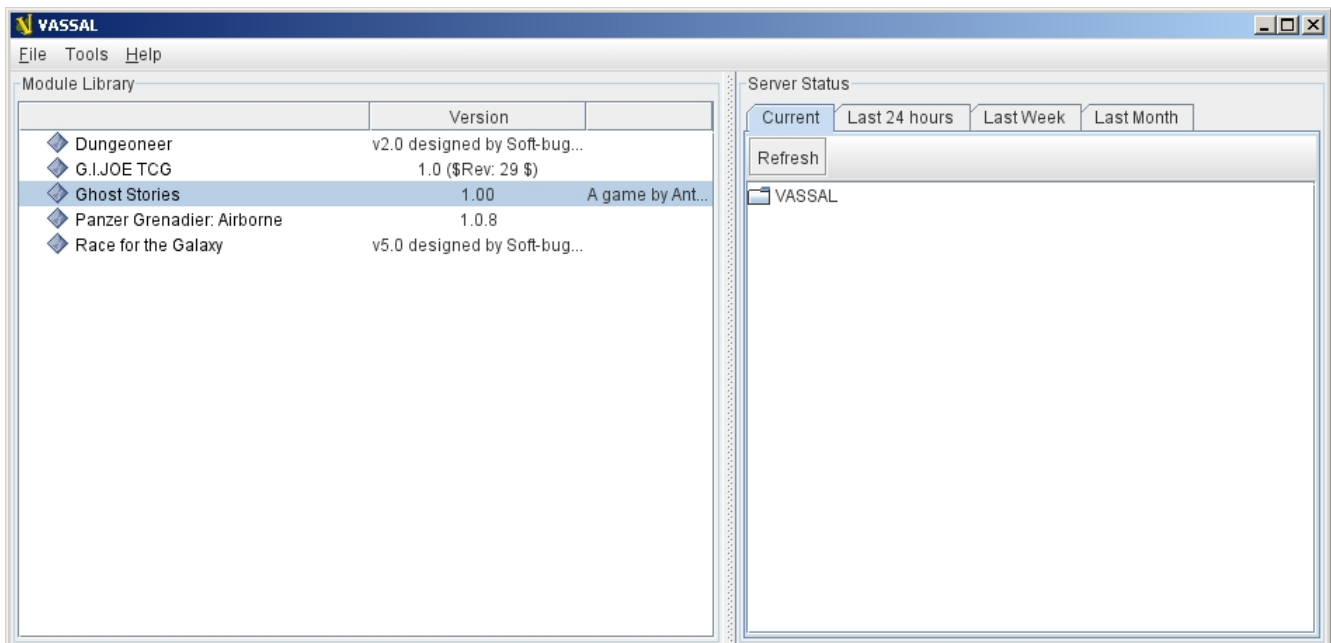 VASSAL
File Tools Help
Module Library
Version
Dungeoneer v2.0 designed by Soft-bug...
G.I.JOE TCG 1.0 ($Rev: 29 $)
Ghost Stories 1.00 A game by Ant...
Panzer Grenadier: Airborne 1.0.8
Race for the Galaxy v5.0 designed by Soft-bug...
Server Status
Current Last 24 hours Last Week Last Month
Refresh
VASSAL